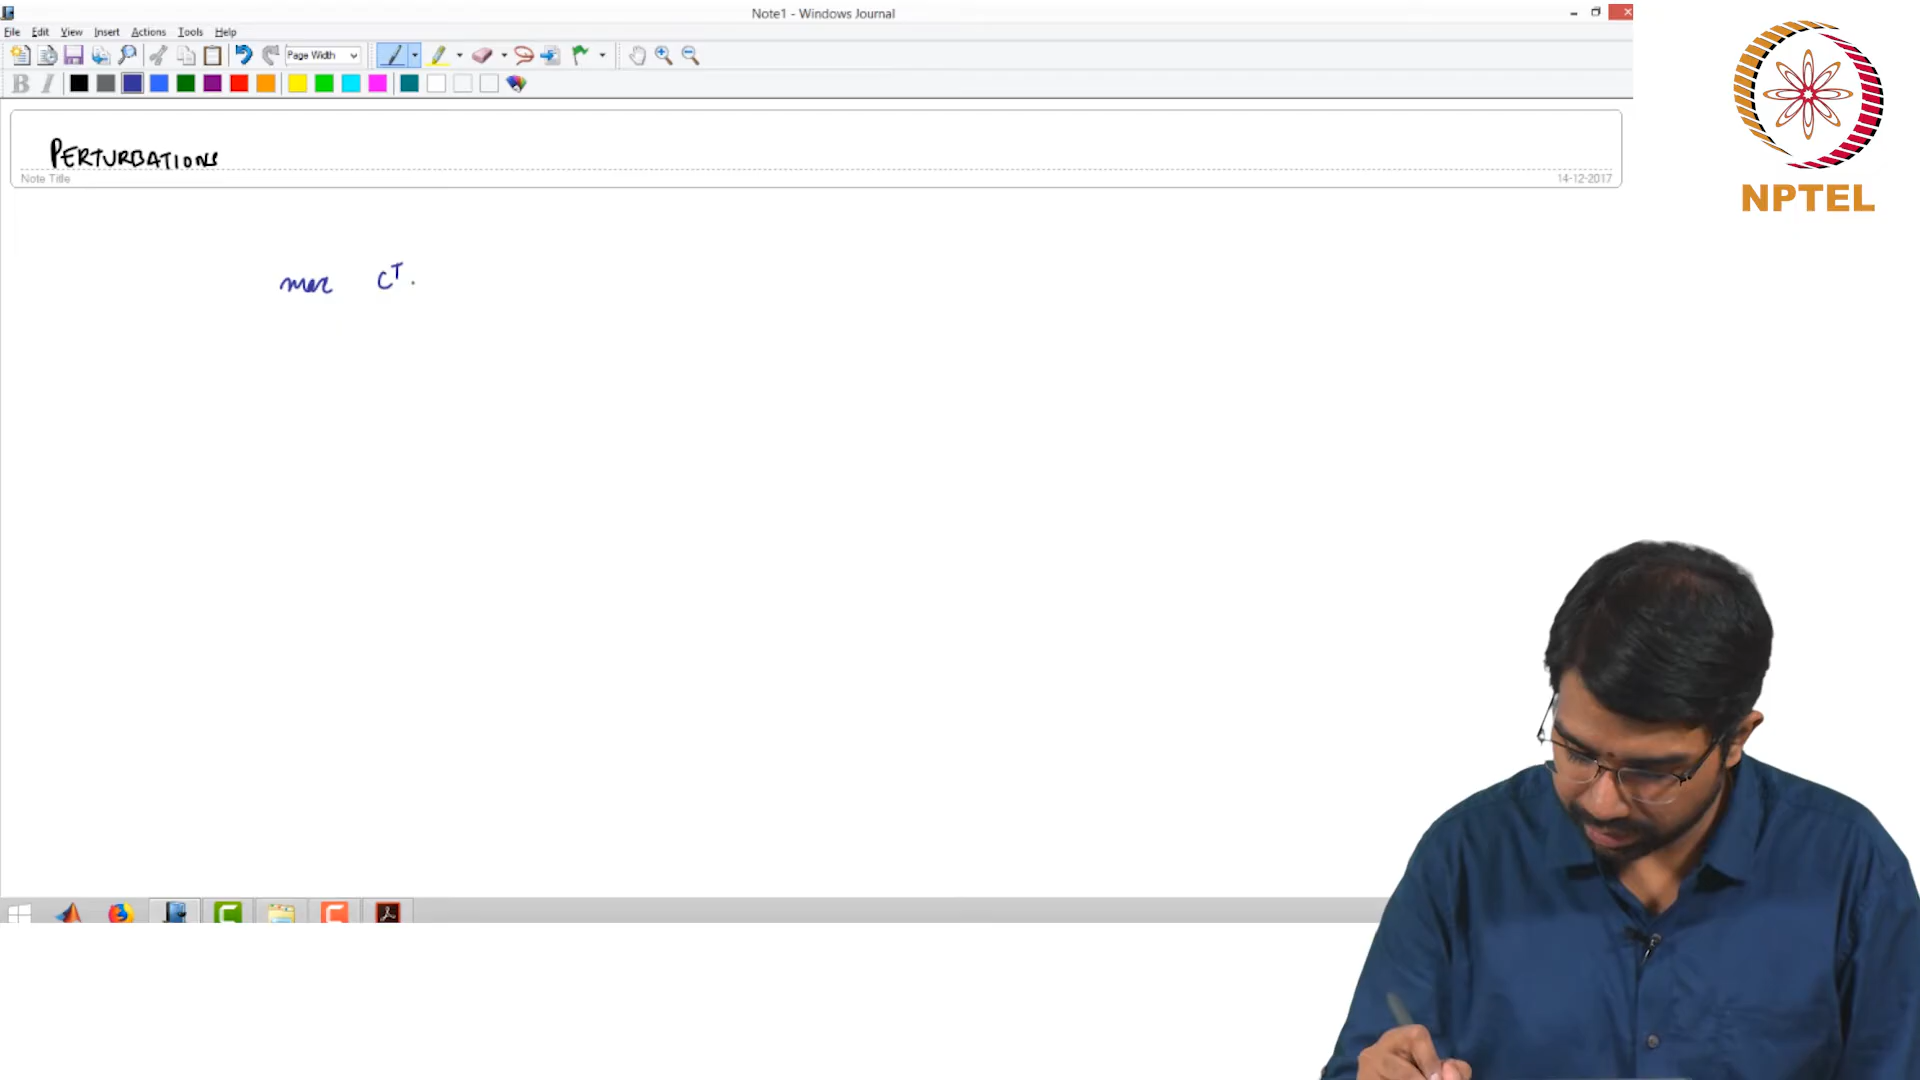 Note1 - Windows Journal
File Edit View Insert Actions Tools Help
Page Width
B I
PERTURBATIONS
Note Title
14-12-2017
max C^T
NPTEL